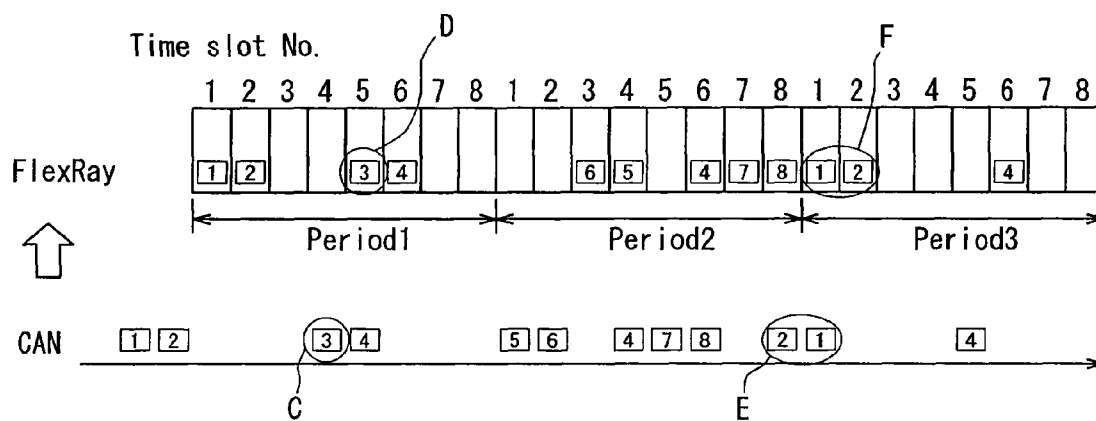 D
F
Time slot No.
1 2 3 4 5 6 7 8 1 2 3 4 5 6 7 8 1 2 3 4 5 6 7 8
FlexRay 1 2 3 4 6 5 4 7 8 1 2 4
Period1 Period2 Period3
CAN 1 2 3 4 5 6 4 7 8 2 1 4
C E